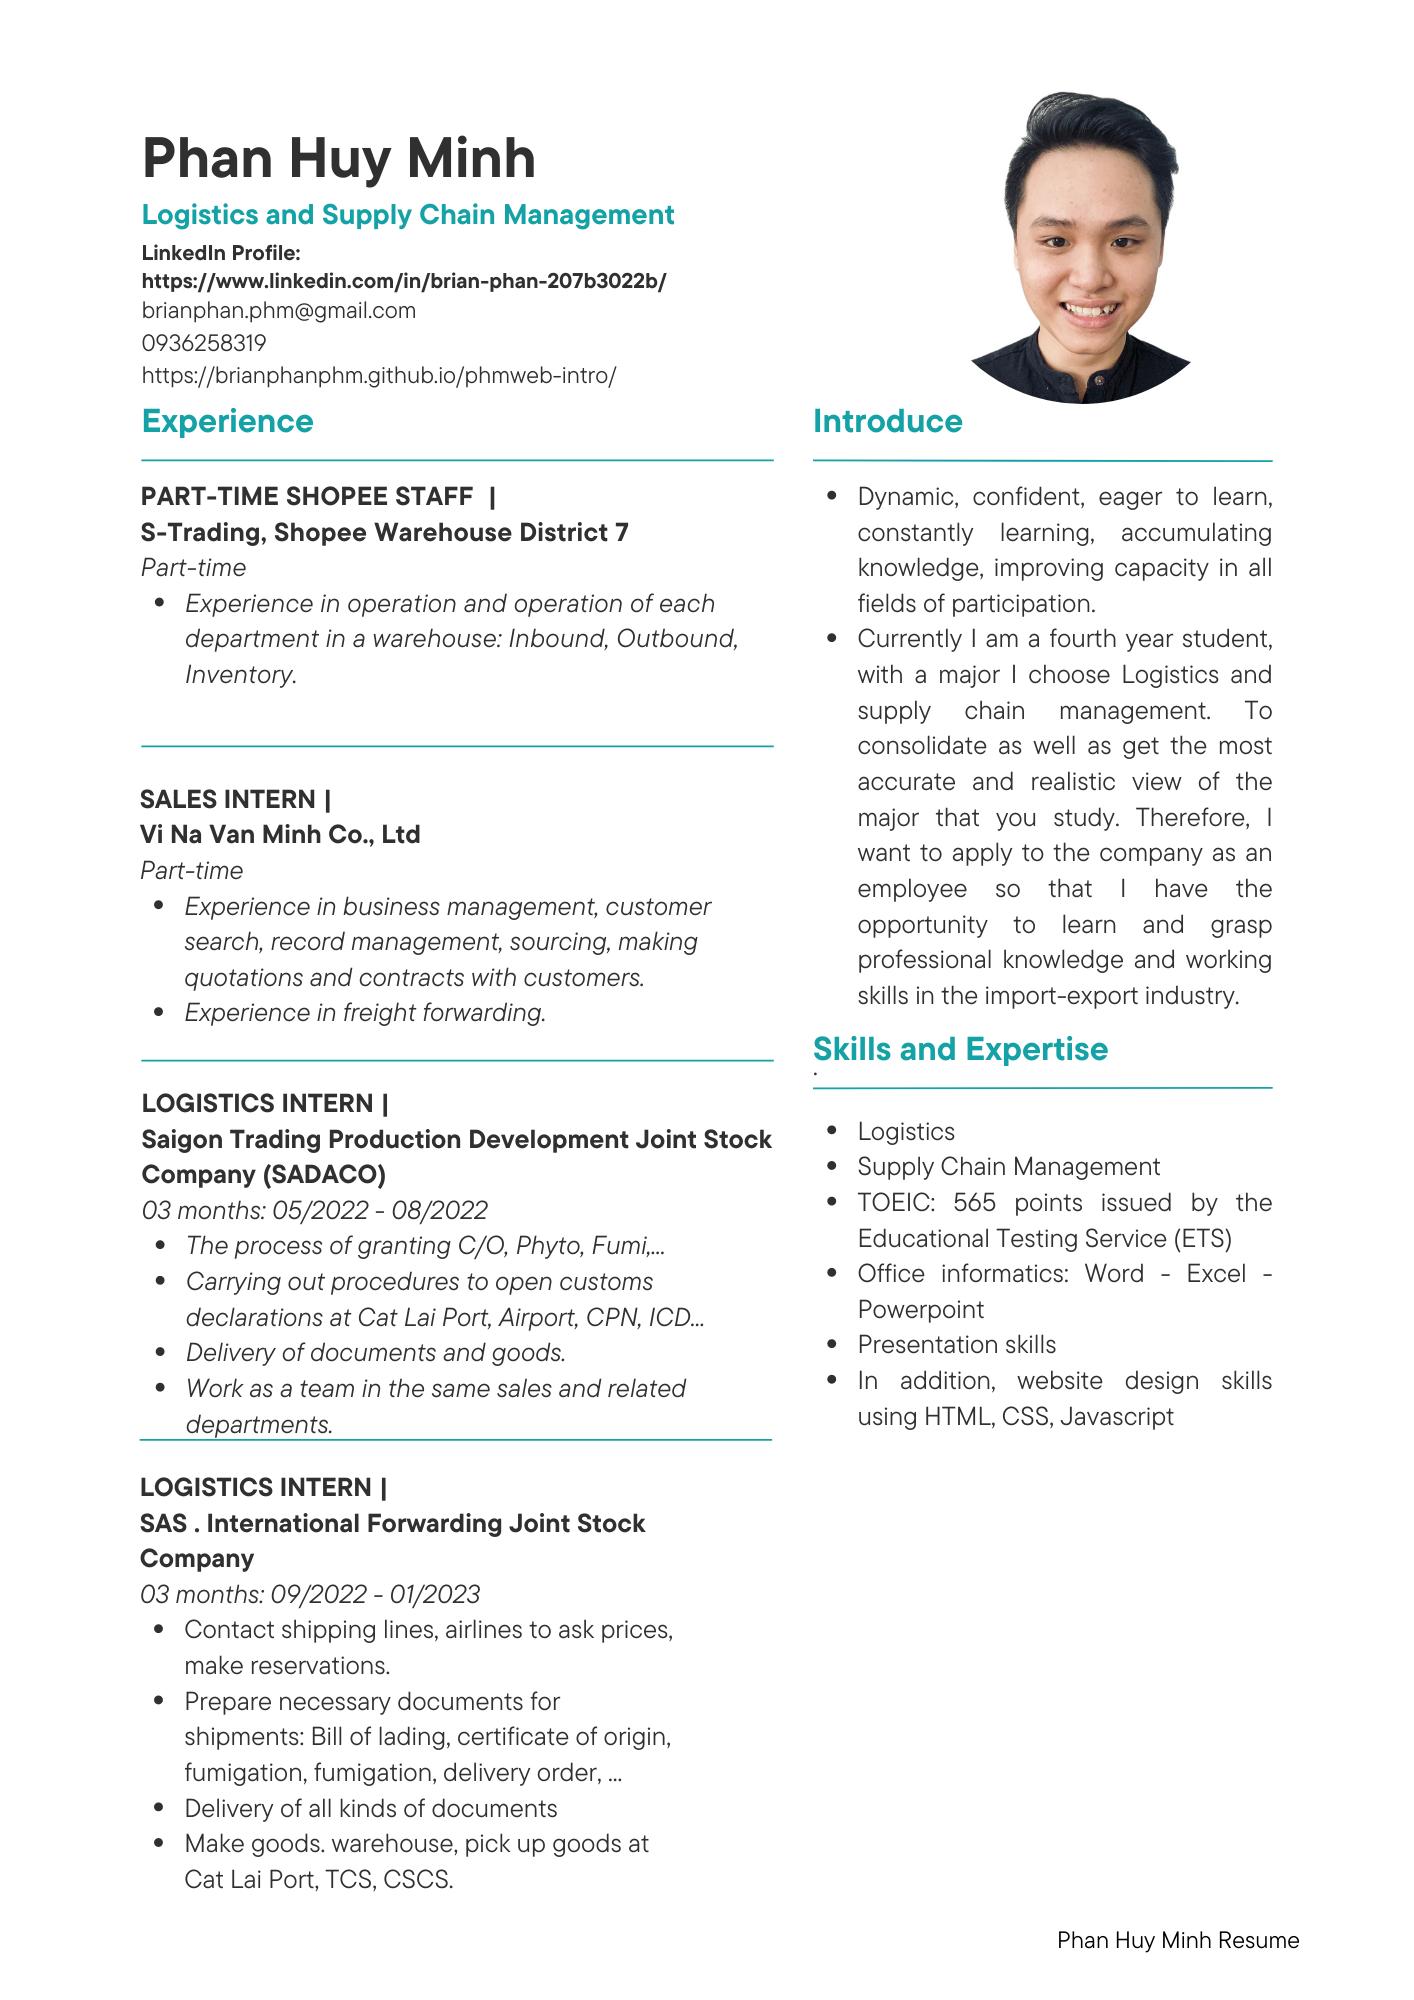 Phan Huy Minh
Logistics and Supply Chain Management
LinkedIn Profile:
https://www.linkedin.com/in/brian-phan-207b3022b/
brianphan.phm@gmail.com
0936258319
https://brianphanphm.github.io/phmweb-intro/
Experience
PART-TIME SHOPEE STAFF |
S-Trading, Shopee Warehouse District 7
Part-time
• Experience in operation and operation of each
department in a warehouse: Inbound, Outbound,
Inventory.
SALES INTERN |
Vi Na Van Minh Co., Ltd
Part-time
• Experience in business management, customer
search, record management, sourcing, making
quotations and contracts with customers.
• Experience in freight forwarding.
LOGISTICS INTERN |
Saigon Trading Production Development Joint Stock
Company (SADACO)
03 months: 05/2022 - 08/2022
• The process of granting C/O, Phyto, Fumi,...
• Carrying out procedures to open customs
declarations at Cat Lai Port, Airport, CPN, ICD...
• Delivery of documents and goods.
• Work as a team in the same sales and related
departments.
LOGISTICS INTERN |
SAS . International Forwarding Joint Stock
Company
03 months: 09/2022 - 01/2023
• Contact shipping lines, airlines to ask prices,
make reservations.
• Prepare necessary documents for
shipments: Bill of lading, certificate of origin,
fumigation, fumigation, delivery order, ...
• Delivery of all kinds of documents
• Make goods. warehouse, pick up goods at
Cat Lai Port, TCS, CSCS.
Introduce
• Dynamic, confident, eager to learn,
constantly learning, accumulating
knowledge, improving capacity in all
fields of participation.
• Currently I am a fourth year student,
with a major I choose Logistics and
supply chain management. To
consolidate as well as get the most
accurate and realistic view of the
major that you study. Therefore, I
want to apply to the company as an
employee so that I have the
opportunity to learn and grasp
professional knowledge and working
skills in the import-export industry.
Skills and Expertise
.
• Logistics
• Supply Chain Management
• TOEIC: 565 points issued by the
Educational Testing Service (ETS)
• Office informatics: Word - Excel -
Powerpoint
• Presentation skills
• In addition, website design skills
using HTML, CSS, Javascript
Phan Huy Minh Resume